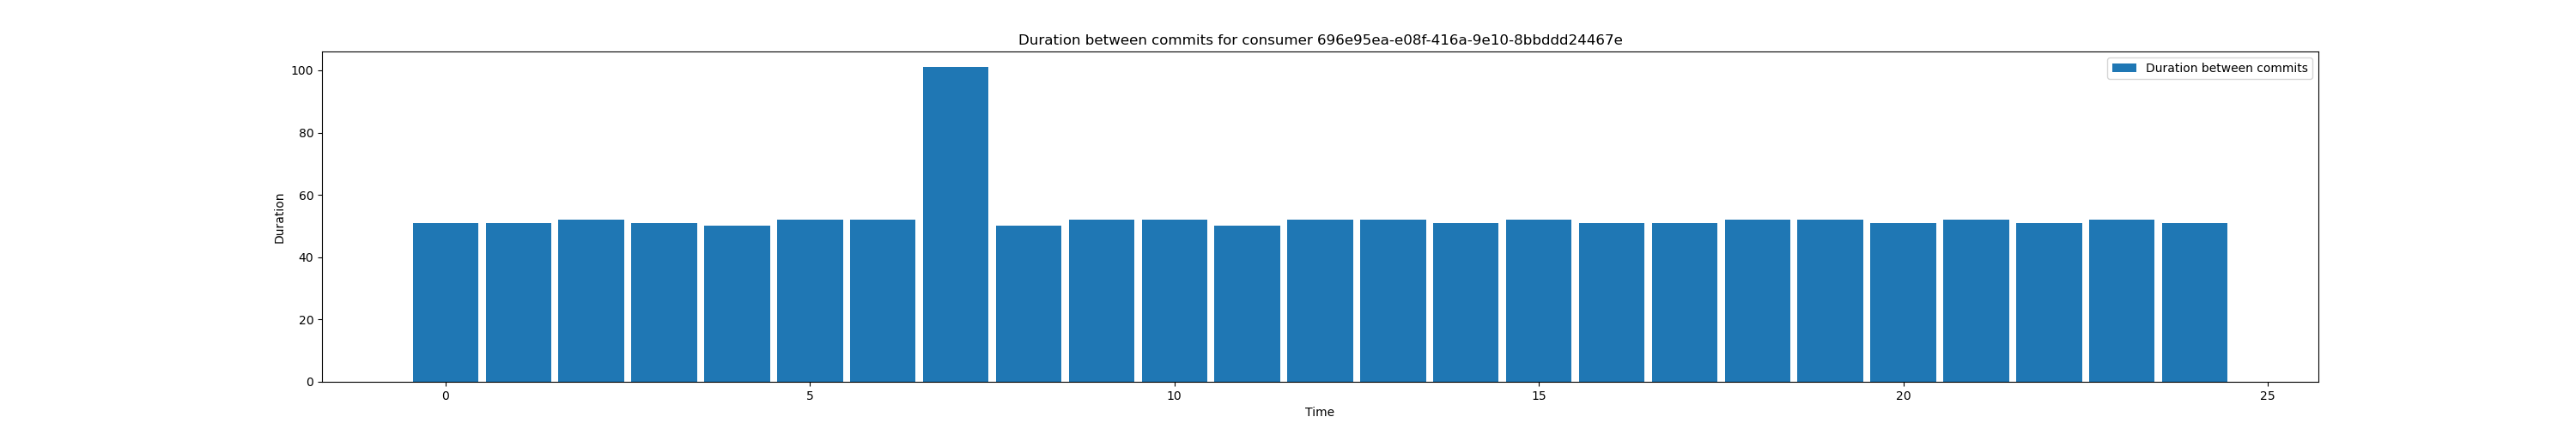 Duration between commits for consumer 696e95ea-e08f-416a-9e10-8bbddd24467e
Duration between commits
100
80
60
40
20
0
Duration
0 5 10 15 20 25
Time